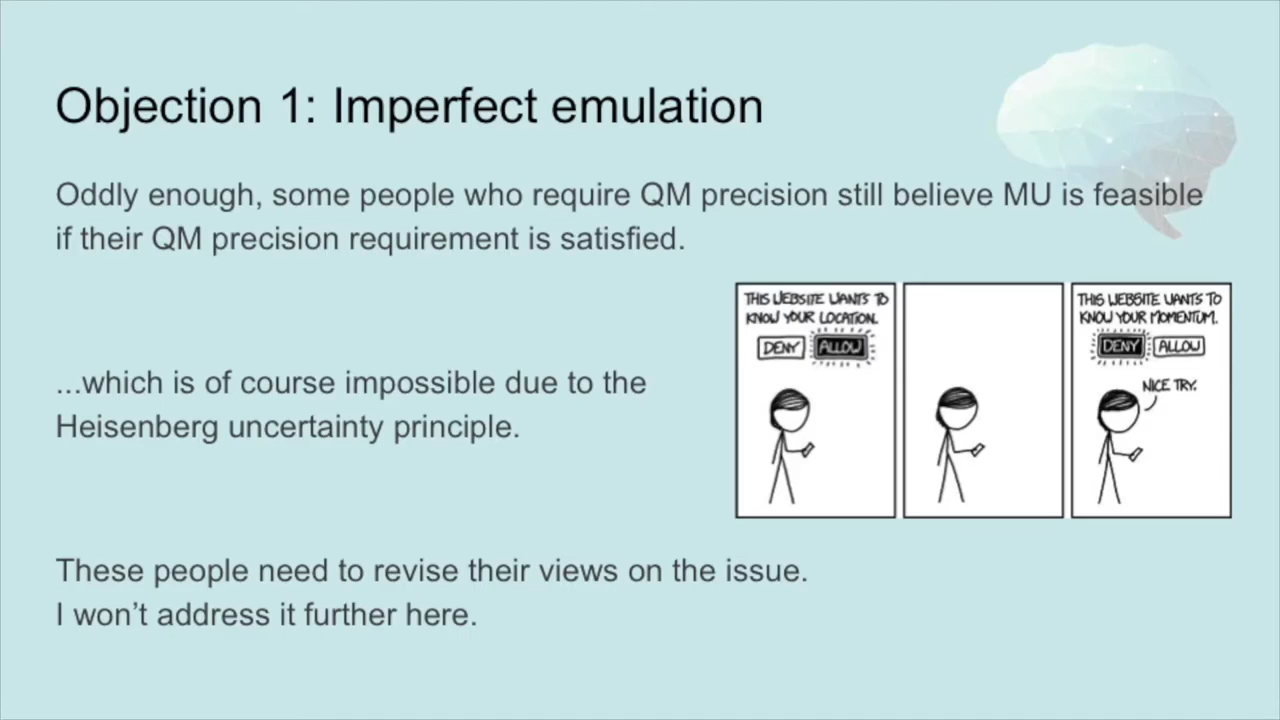 Objection 1: Imperfect emulation
Oddly enough, some people who require QM precision still believe MU is feasible
if their QM precision requirement is satisfied.
...which is of course impossible due to the
Heisenberg uncertainty principle.
THIS WEBSITE WANTS TO
KNOW YOUR LOCATION.
DENY ALLOW
THIS WEBSITE WANTS TO
KNOW YOUR MOMENTUM.
DENY ALLOW
NICE TRY.
These people need to revise their views on the issue.
I won’t address it further here.